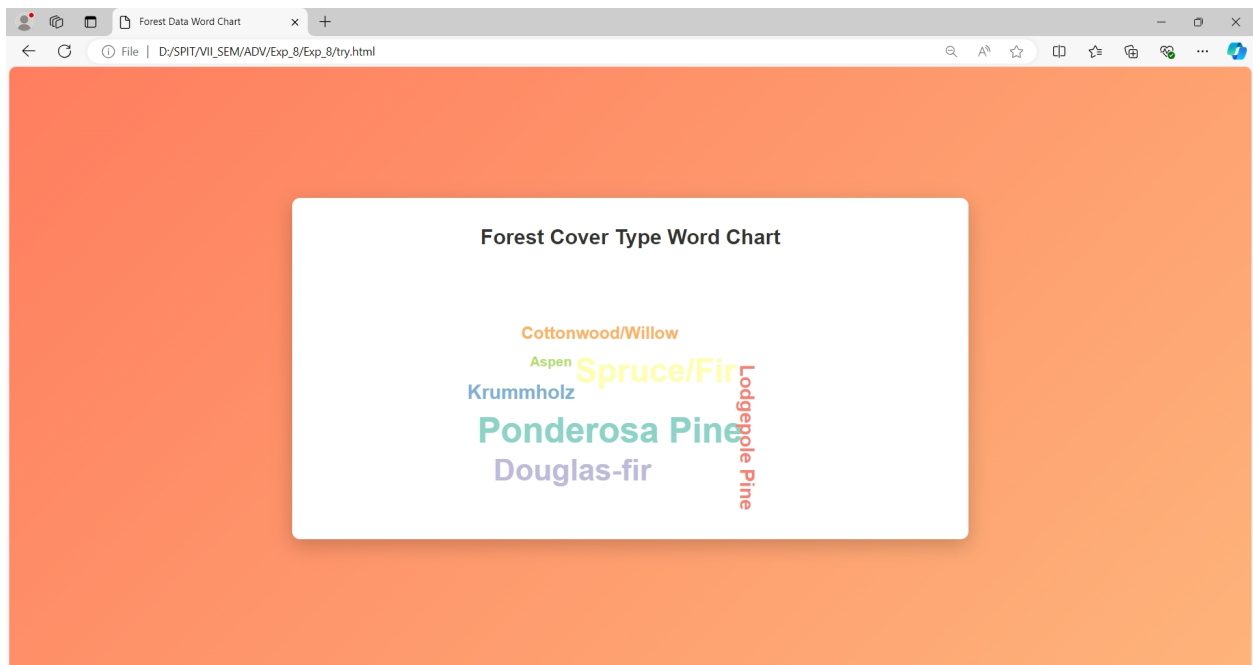 Forest Data Word Chart
File | D:/SPIT/VII_SEM/ADV/Exp_8/Exp_8/try.html
Forest Cover Type Word Chart
Cottonwood/Willow
Aspen
Spruce/Fir
Krummholz
Lodgepole Pine
Ponderosa Pine
Douglas-fir